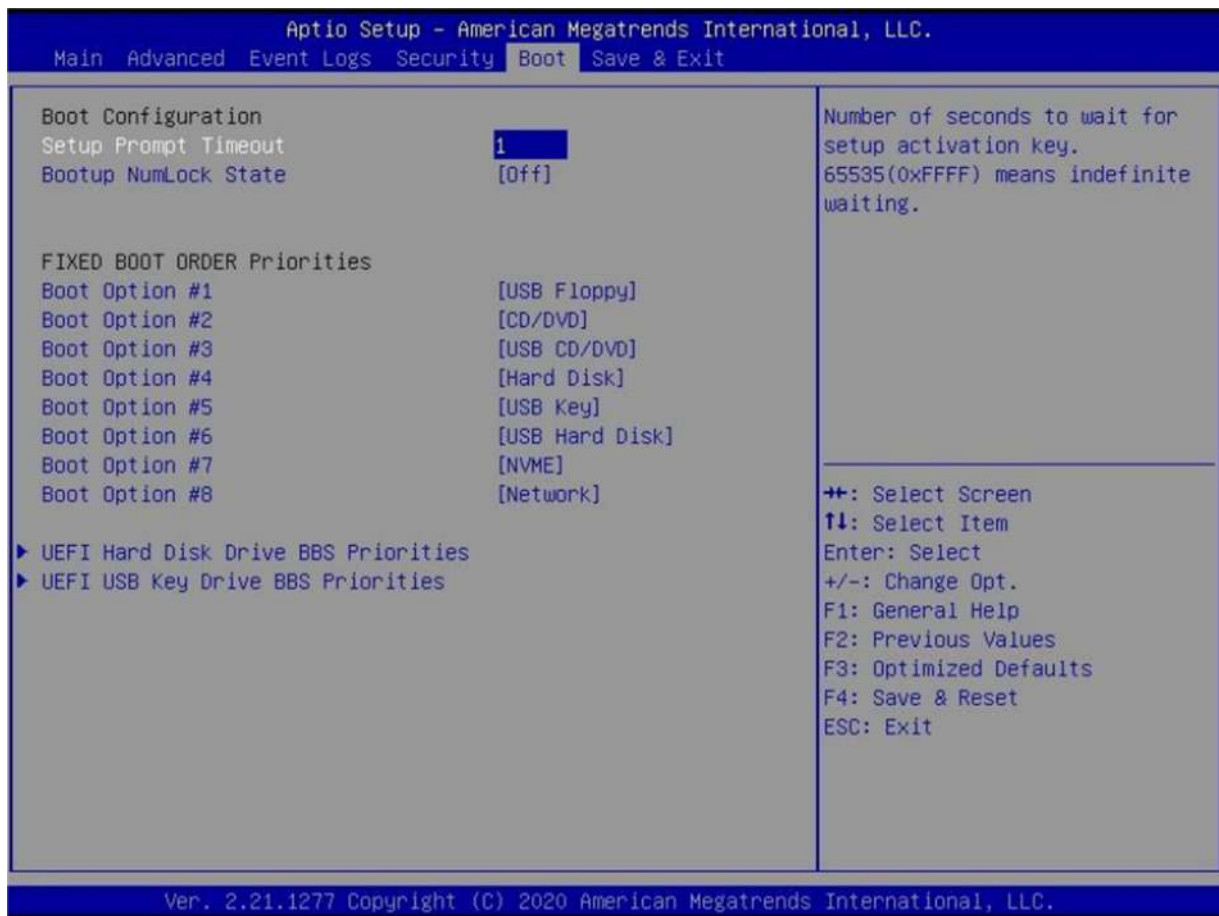 Aptio Setup – American Megatrends International, LLC.
Main Advanced Event Logs Security Boot Save & Exit
Boot Configuration
Setup Prompt Timeout 1
Bootup NumLock State [Off]
FIXED BOOT ORDER Priorities
Boot Option #1 [USB Floppy]
Boot Option #2 [CD/DVD]
Boot Option #3 [USB CD/DVD]
Boot Option #4 [Hard Disk]
Boot Option #5 [USB Key]
Boot Option #6 [USB Hard Disk]
Boot Option #7 [NVME]
Boot Option #8 [Network]
UEFI Hard Disk Drive BBS Priorities
UEFI USB Key Drive BBS Priorities
Number of seconds to wait for
setup activation key.
65535(0xFFFF) means indefinite
waiting.
→←: Select Screen
↑↓: Select Item
Enter: Select
+/-: Change Opt.
F1: General Help
F2: Previous Values
F3: Optimized Defaults
F4: Save & Reset
ESC: Exit
Ver. 2.21.1277 Copyright (C) 2020 American Megatrends International, LLC.